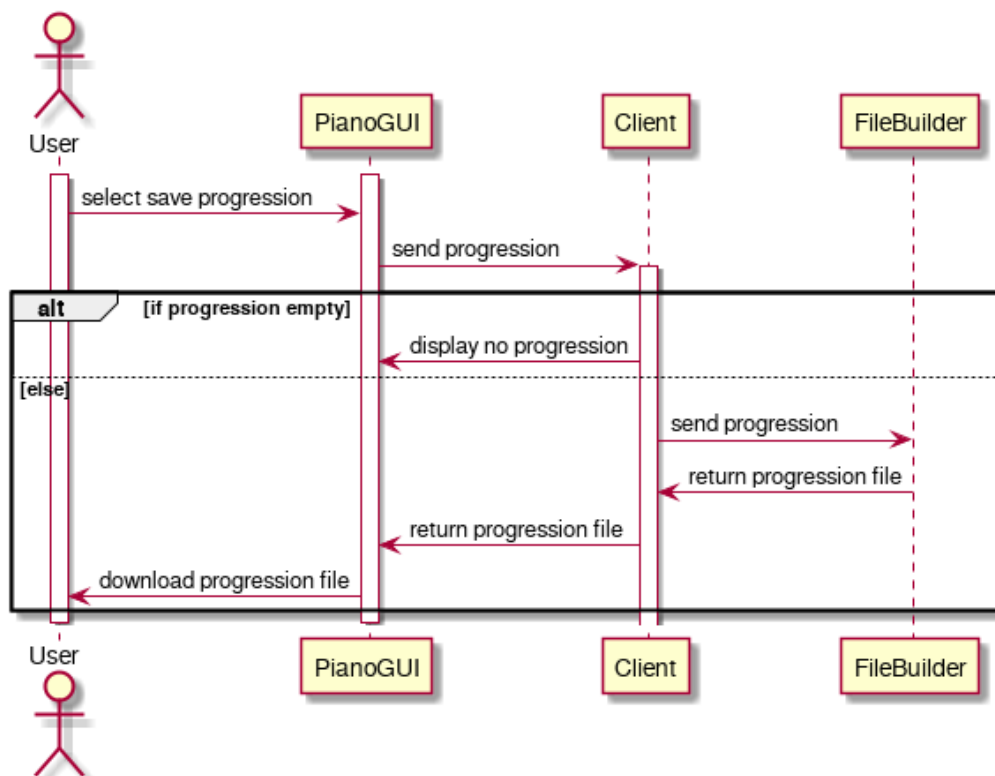 User
PianoGUI
Client
FileBuilder
select save progression
send progression
alt
[if progression empty]
display no progression
[else]
send progression
return progression file
return progression file
download progression file
User
PianoGUI
Client
FileBuilder